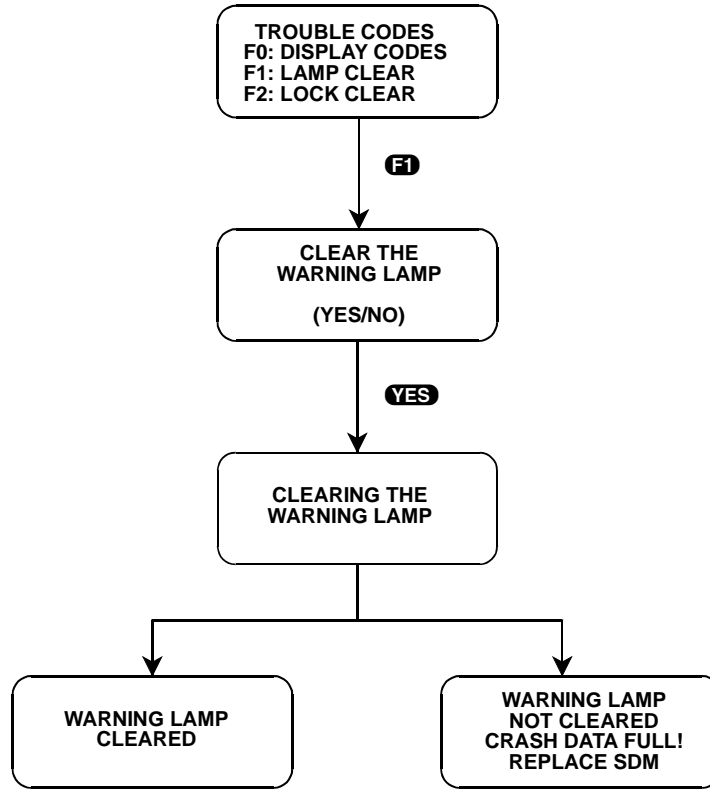 TROUBLE CODES
F0: DISPLAY CODES
F1: LAMP CLEAR
F2: LOCK CLEAR
F1
CLEAR THE
WARNING LAMP
(YES/NO)
YES
CLEARING THE
WARNING LAMP
WARNING LAMP
CLEARED
WARNING LAMP
NOT CLEARED
CRASH DATA FULL!
REPLACE SDM